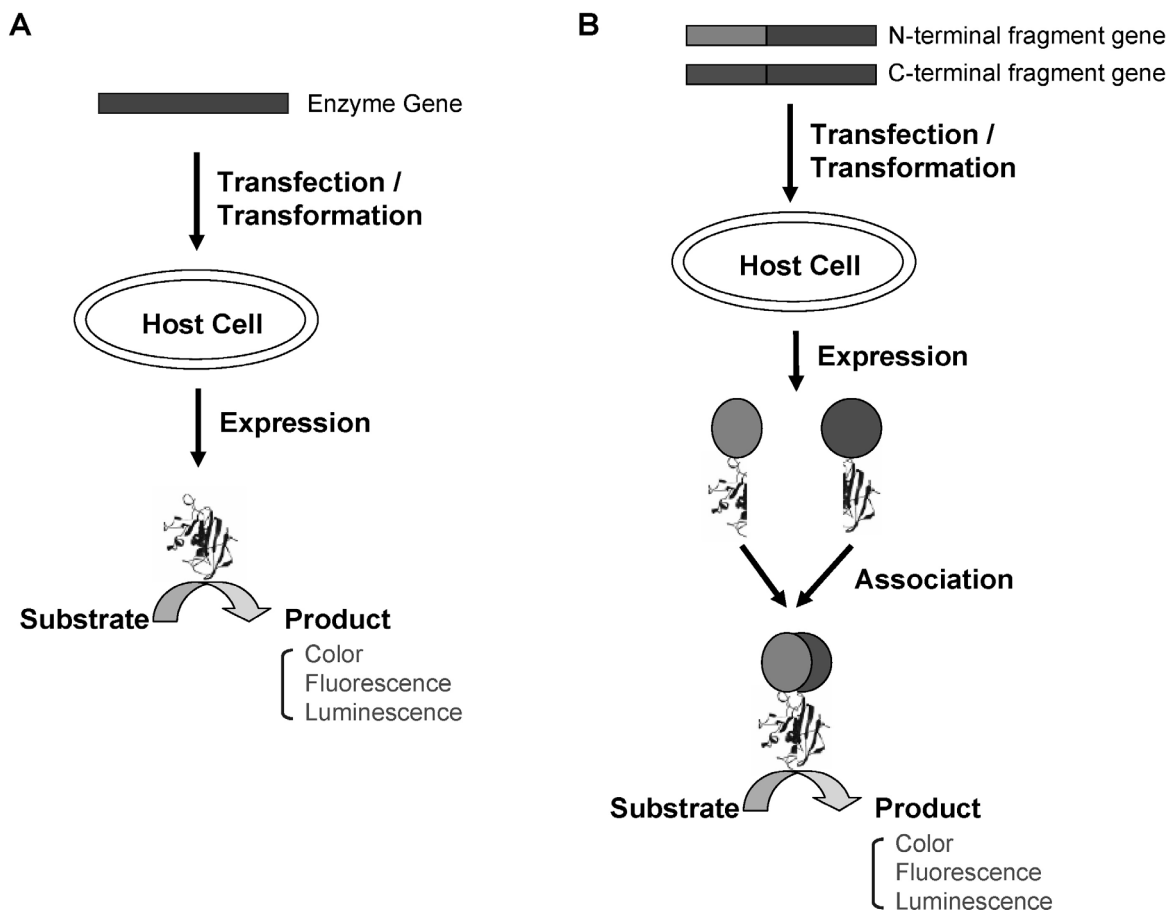 A
Enzyme Gene
Transfection /
Transformation
Host Cell
Expression
Substrate
Product
Color
Fluorescence
Luminescence
B
N-terminal fragment gene
C-terminal fragment gene
Transfection /
Transformation
Host Cell
Expression
Association
Substrate
Product
Color
Fluorescence
Luminescence